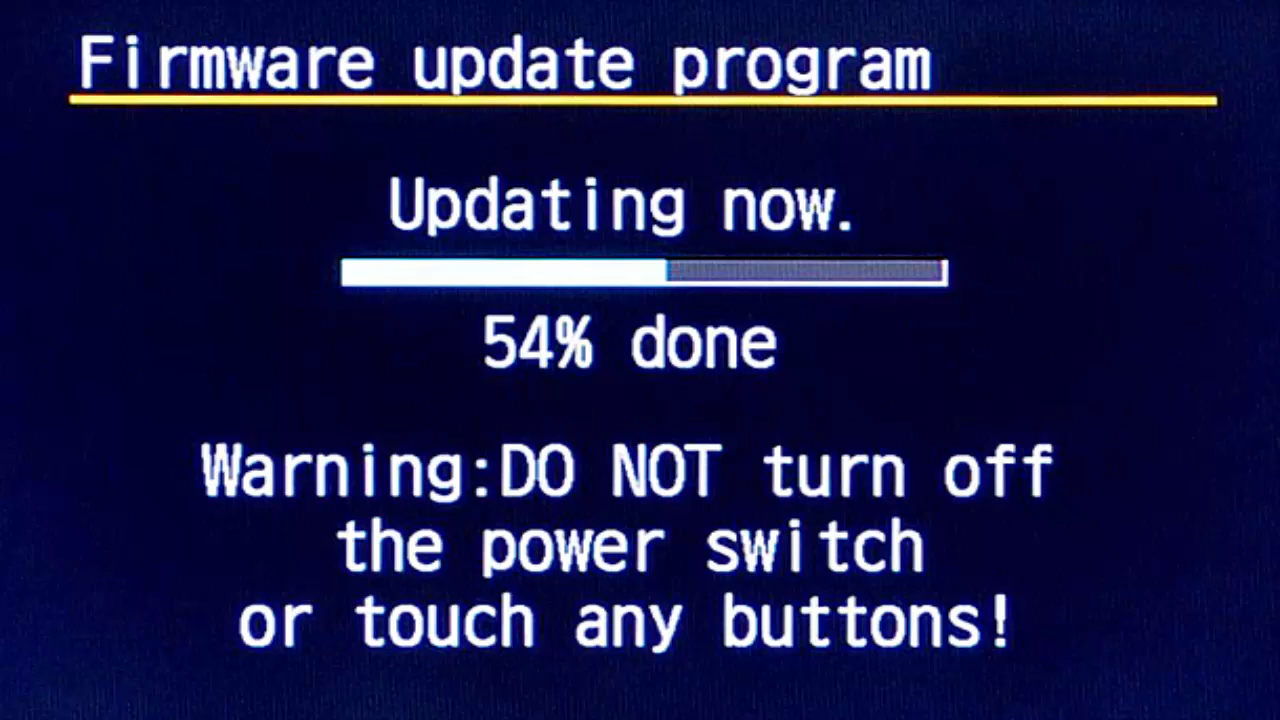 Firmware update program
Updating now.
54% done
Warning:DO NOT turn off
the power switch
or touch any buttons!